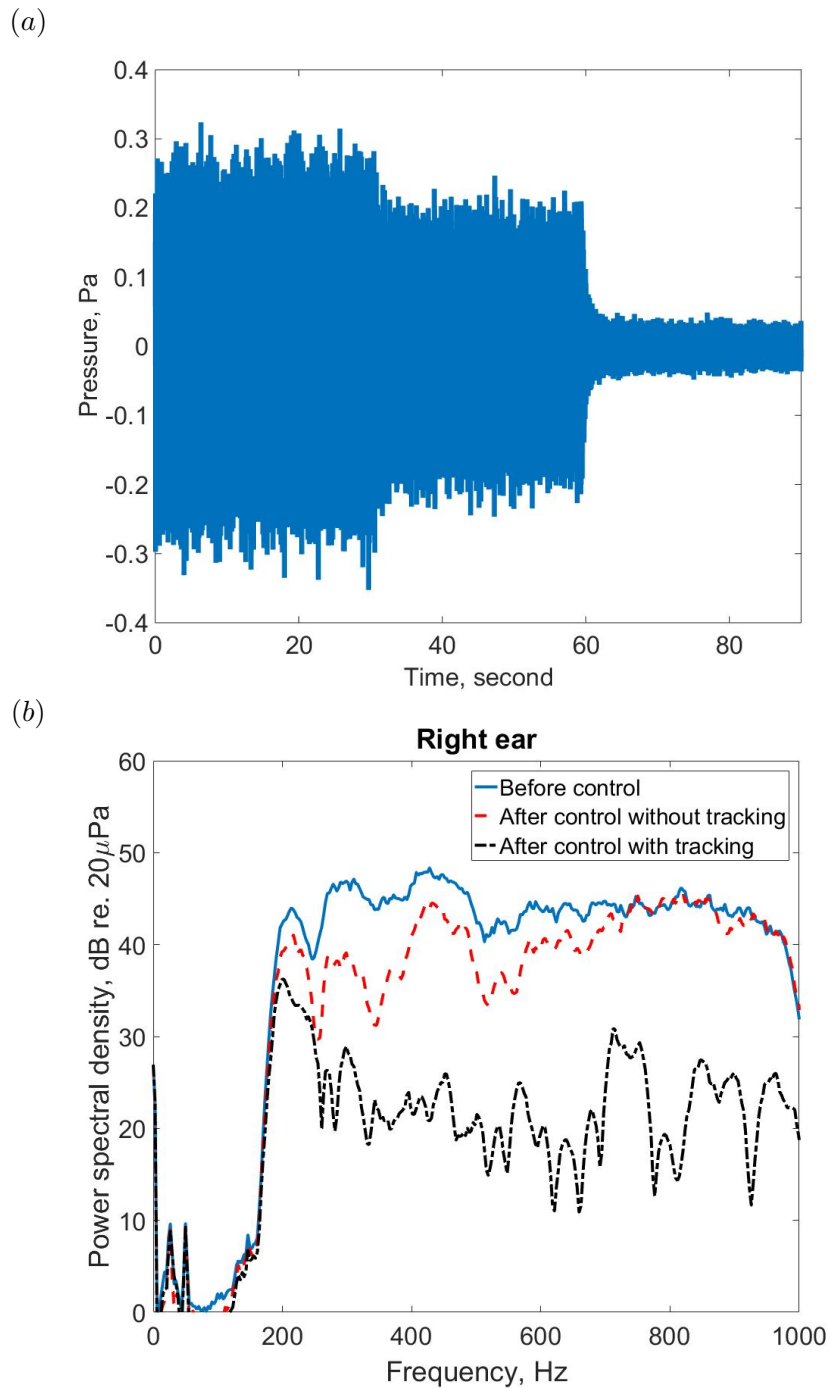 (a)
0.4
0.3
0.2
0.1
0
-0.1
-0.2
-0.3
-0.4
Pressure, Pa
0 20 40 60 80
Time, second
(b)
Right ear
60
50
40
30
20
10
0
Power spectral density, dB re. 20μPa
Before control
After control without tracking
After control with tracking
0 200 400 600 800 1000
Frequency, Hz